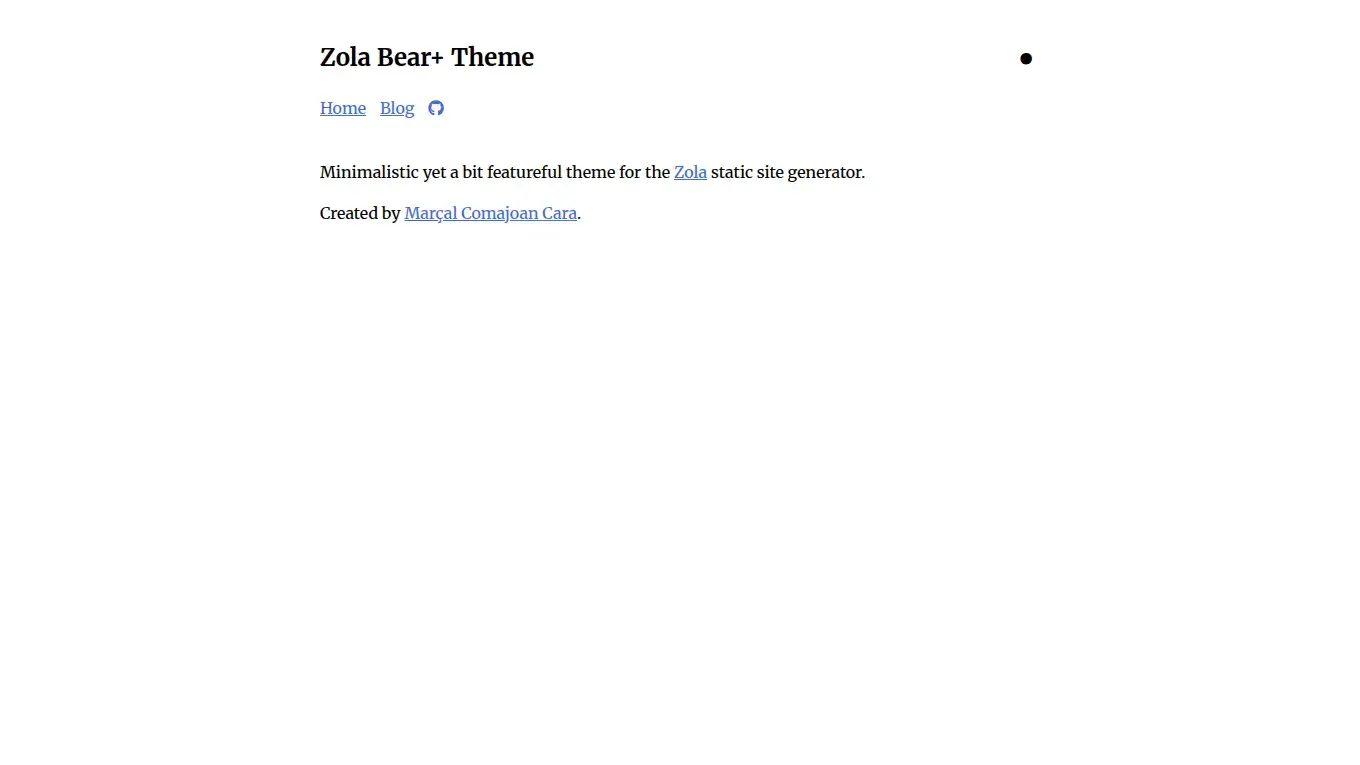 Zola Bear+ Theme
Home Blog
Minimalistic yet a bit featureful theme for the Zola static site generator.
Created by Marçal Comajoan Cara.